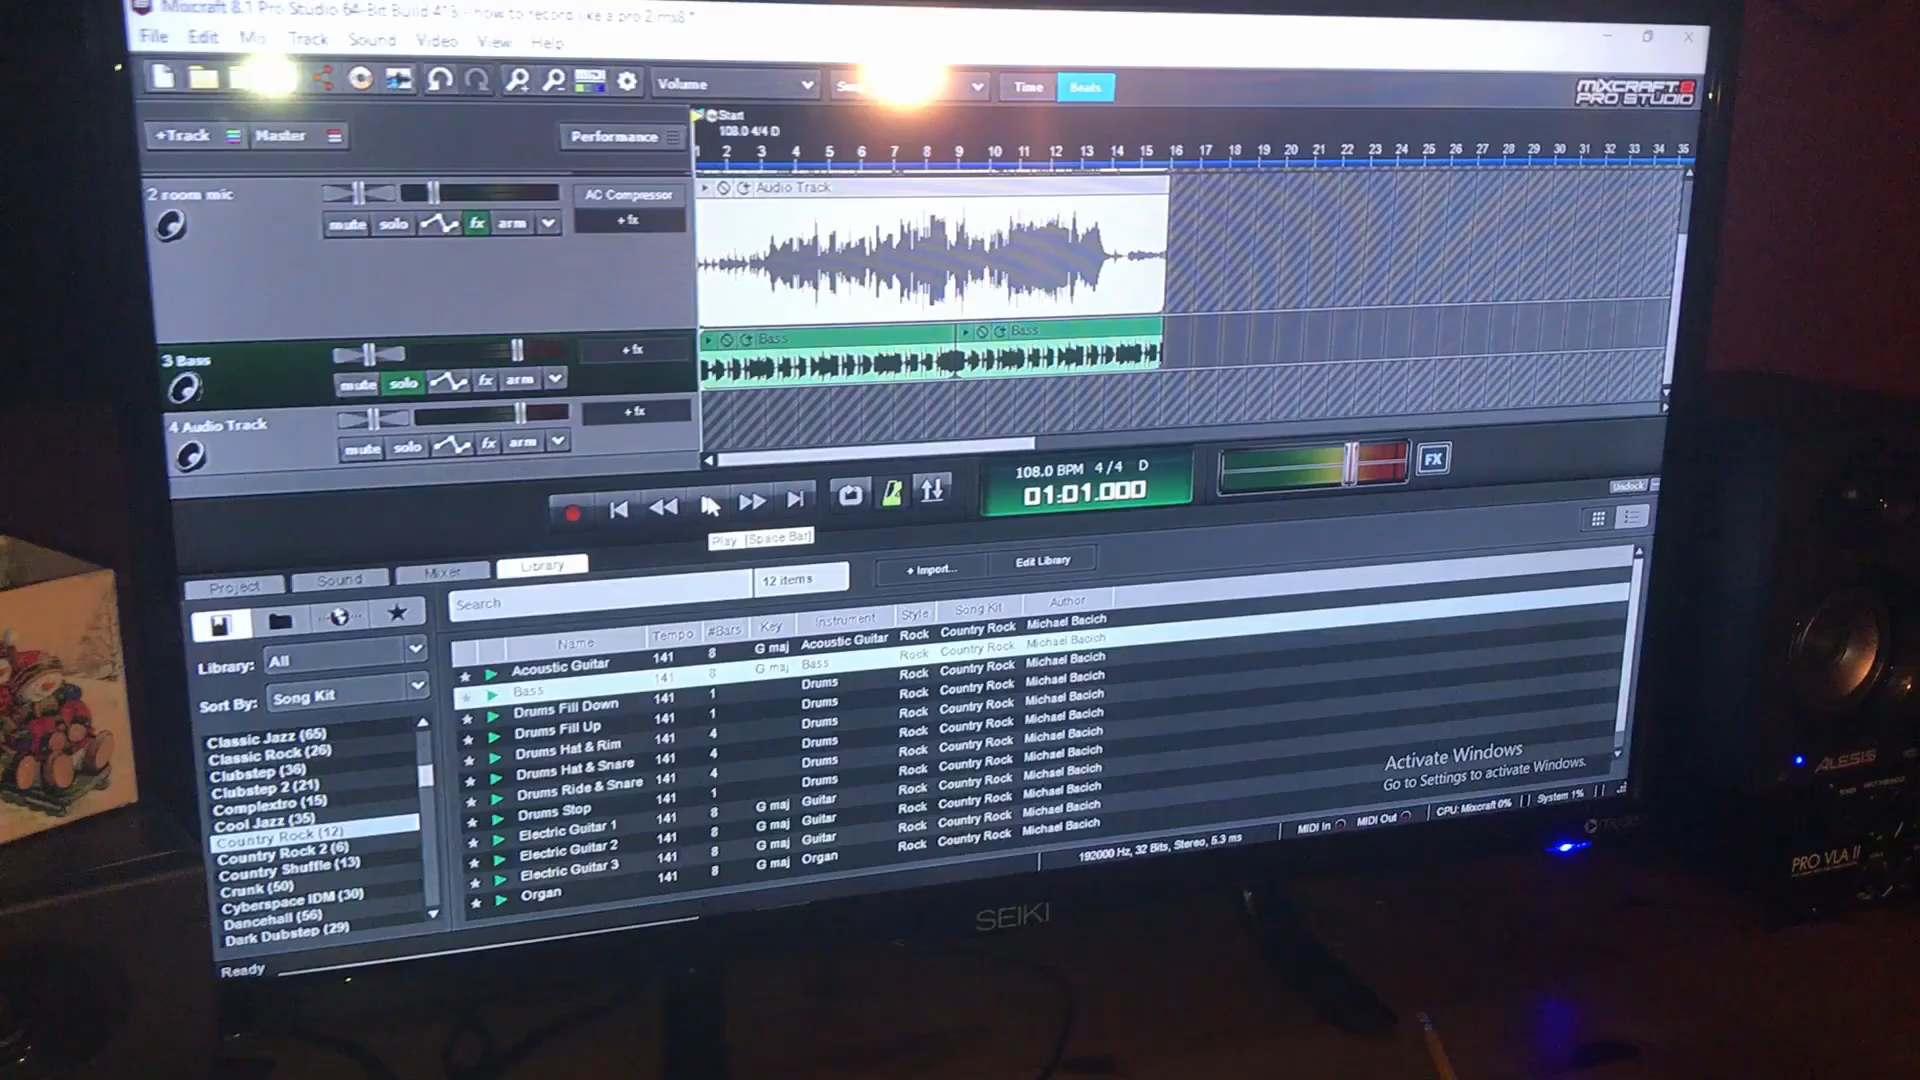 Mixcraft 8.1 Pro Studio 64-Bit Build 413 - how to record like a pro 2.mx8 *
File Edit Mix Track Sound Video View Help
Volume
Time Beats
MIXCRAFT 8
PRO STUDIO
+Track Master Performance
Start
108.0 4/4 D
1 2 3 4 5 6 7 8 9 10 11 12 13 14 15 16 17 18 19 20 21 22 23 24 25 26 27 28 29 30 31 32 33 34 35
2 room mic
AC Compressor
mute solo fx arm
+fx
Audio Track
3 Bass
+fx
mute solo fx arm
Bass
Bass
4 Audio Track
+fx
mute solo fx arm
108.0 BPM 4/4 D
01:01.000
FX
Undock
Play [Space Bar]
Project Sound Mixer Library
Search
12 items
+ Import...
Edit Library
Library: All
Sort By: Song Kit
Classic Jazz (65)
Classic Rock (26)
Clubstep (36)
Clubstep 2 (21)
Complextro (15)
Cool Jazz (35)
Country Rock (12)
Country Rock 2 (6)
Country Shuffle (13)
Crunk (50)
Cyberspace IDM (30)
Dancehall (56)
Dark Dubstep (29)
Name Tempo #Bars Key Instrument Style Song Kit Author
Acoustic Guitar 141 8 G maj Acoustic Guitar Rock Country Rock Michael Bacich
Bass 141 8 G maj Bass Rock Country Rock Michael Bacich
Drums Fill Down 141 1 Drums Rock Country Rock Michael Bacich
Drums Fill Up 141 1 Drums Rock Country Rock Michael Bacich
Drums Hat & Rim 141 4 Drums Rock Country Rock Michael Bacich
Drums Hat & Snare 141 4 Drums Rock Country Rock Michael Bacich
Drums Ride & Snare 141 4 Drums Rock Country Rock Michael Bacich
Drums Stop 141 1 Drums Rock Country Rock Michael Bacich
Electric Guitar 1 141 8 G maj Guitar Rock Country Rock Michael Bacich
Electric Guitar 2 141 8 G maj Guitar Rock Country Rock Michael Bacich
Electric Guitar 3 141 8 G maj Guitar Rock Country Rock Michael Bacich
Organ 141 8 G maj Organ Rock Country Rock
Activate Windows
Go to Settings to activate Windows.
192000 Hz, 32 Bits, Stereo, 5.3 ms
MIDI In MIDI Out CPU: Mixcraft 0% System 1%
Ready
SEIKI
ALESIS
PRO VLA II